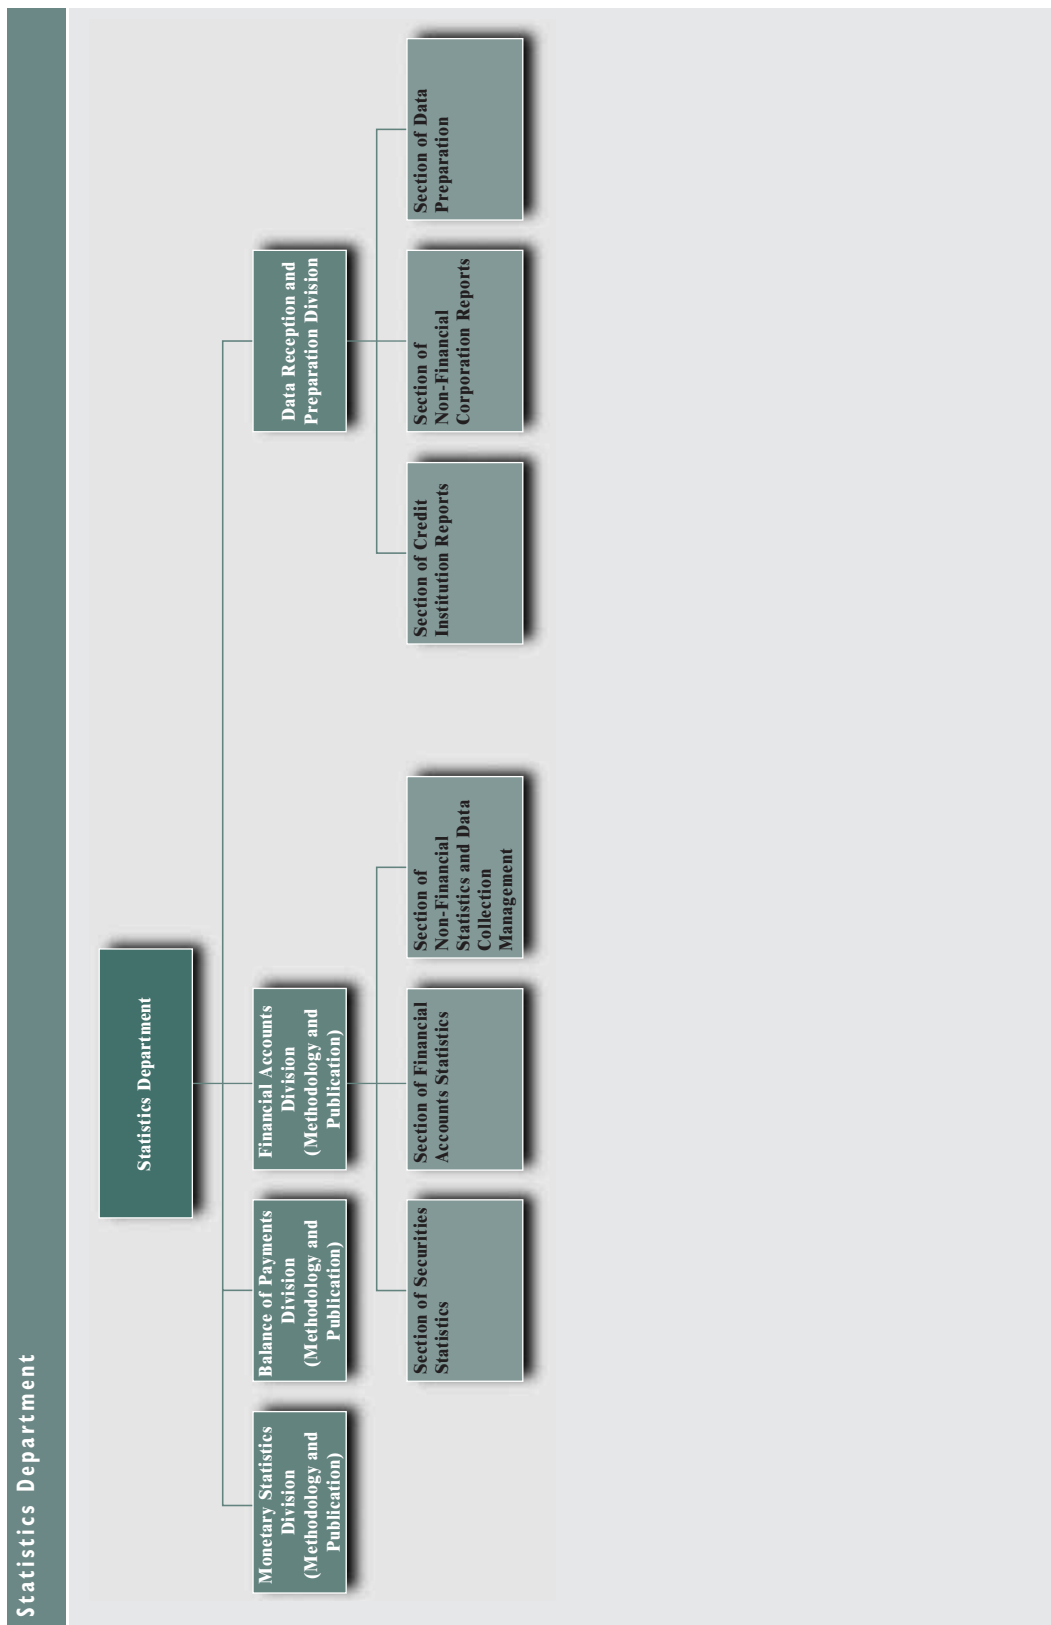 Statistics Department
Statistics Department
Monetary Statistics
Division
(Methodology and
Publication)
Balance of Payments
Division
(Methodology and
Publication)
Financial Accounts
Division
(Methodology and
Publication)
Data Reception and
Preparation Division
Section of Securities
Statistics
Section of Financial
Accounts Statistics
Section of
Non-Financial
Statistics and Data
Collection
Management
Section of Credit
Institution Reports
Section of
Non-Financial
Corporation Reports
Section of Data
Preparation